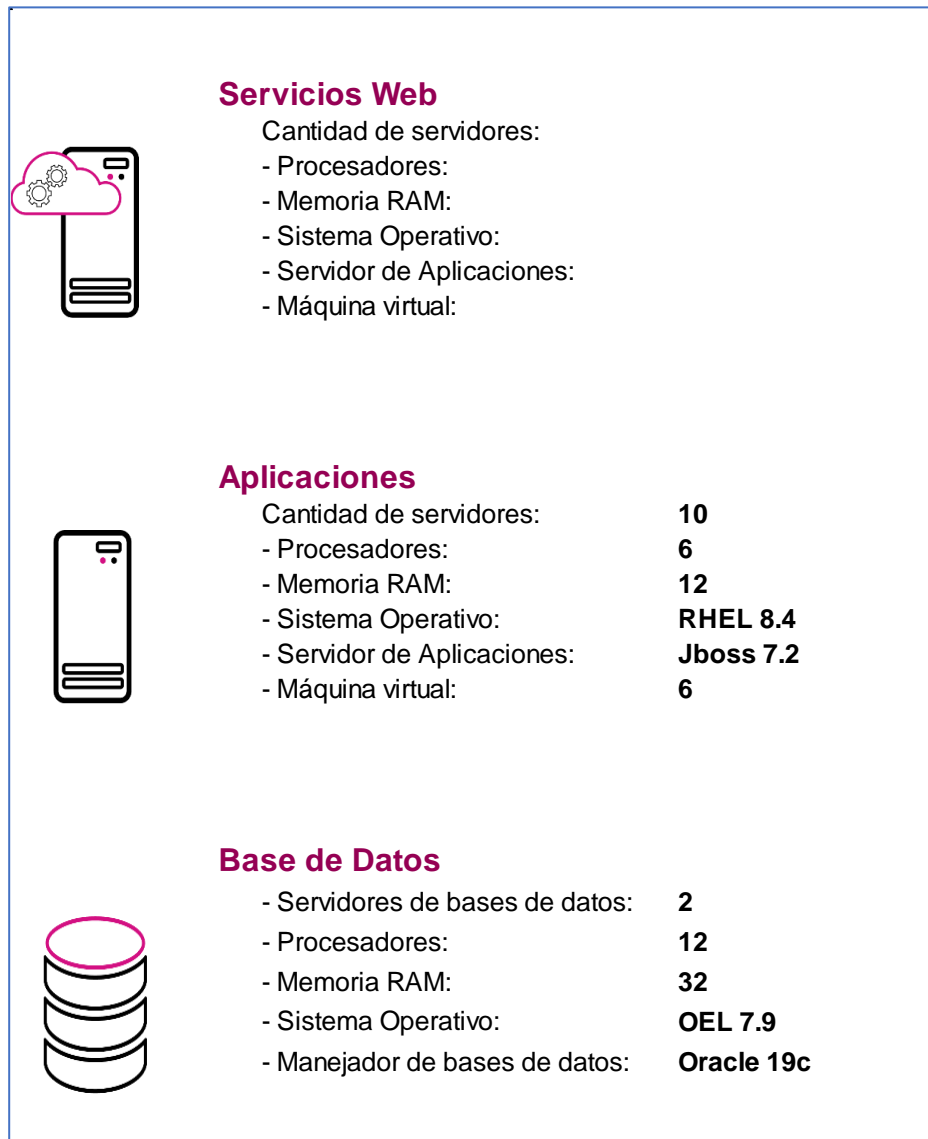 Servicios Web
Cantidad de servidores:
- Procesadores:
- Memoria RAM:
- Sistema Operativo:
- Servidor de Aplicaciones:
- Máquina virtual:
Aplicaciones
Cantidad de servidores: 10
- Procesadores: 6
- Memoria RAM: 12
- Sistema Operativo: RHEL 8.4
- Servidor de Aplicaciones: Jboss 7.2
- Máquina virtual: 6
Base de Datos
- Servidores de bases de datos: 2
- Procesadores: 12
- Memoria RAM: 32
- Sistema Operativo: OEL 7.9
- Manejador de bases de datos: Oracle 19c